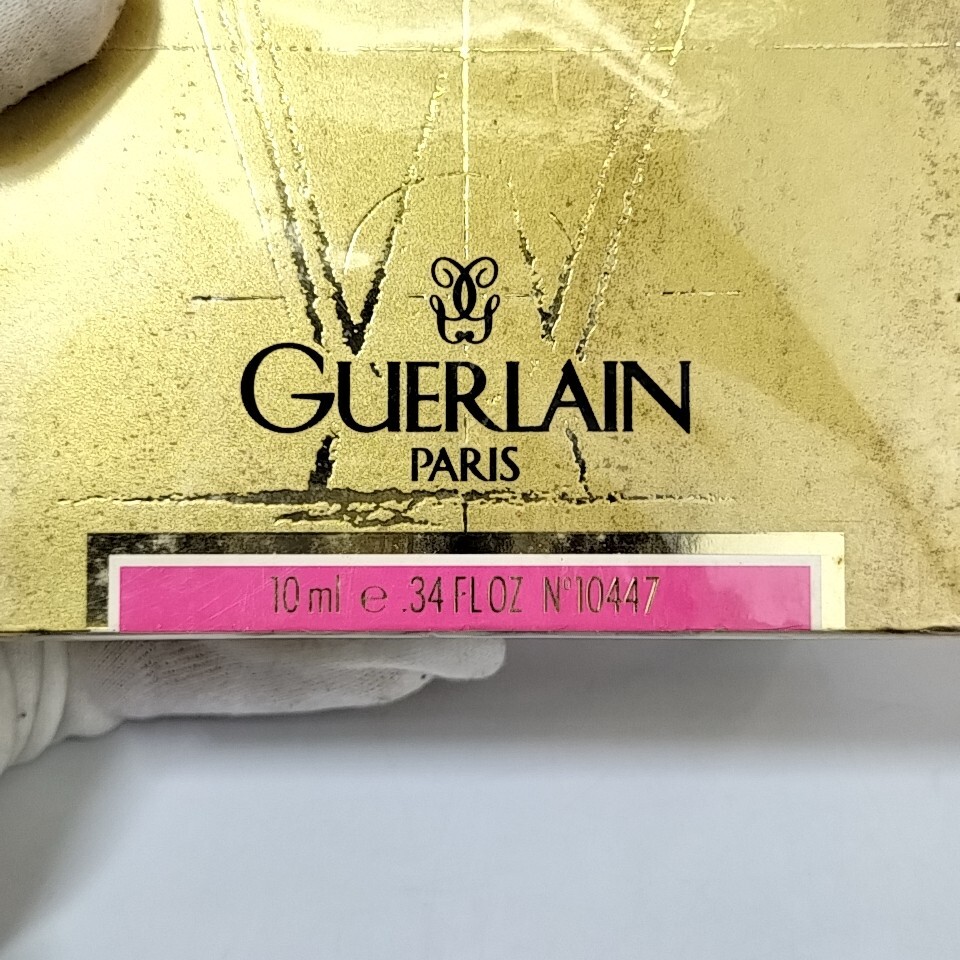 GUERLAIN
PARIS
10 ml e .34 FL OZ N°10447